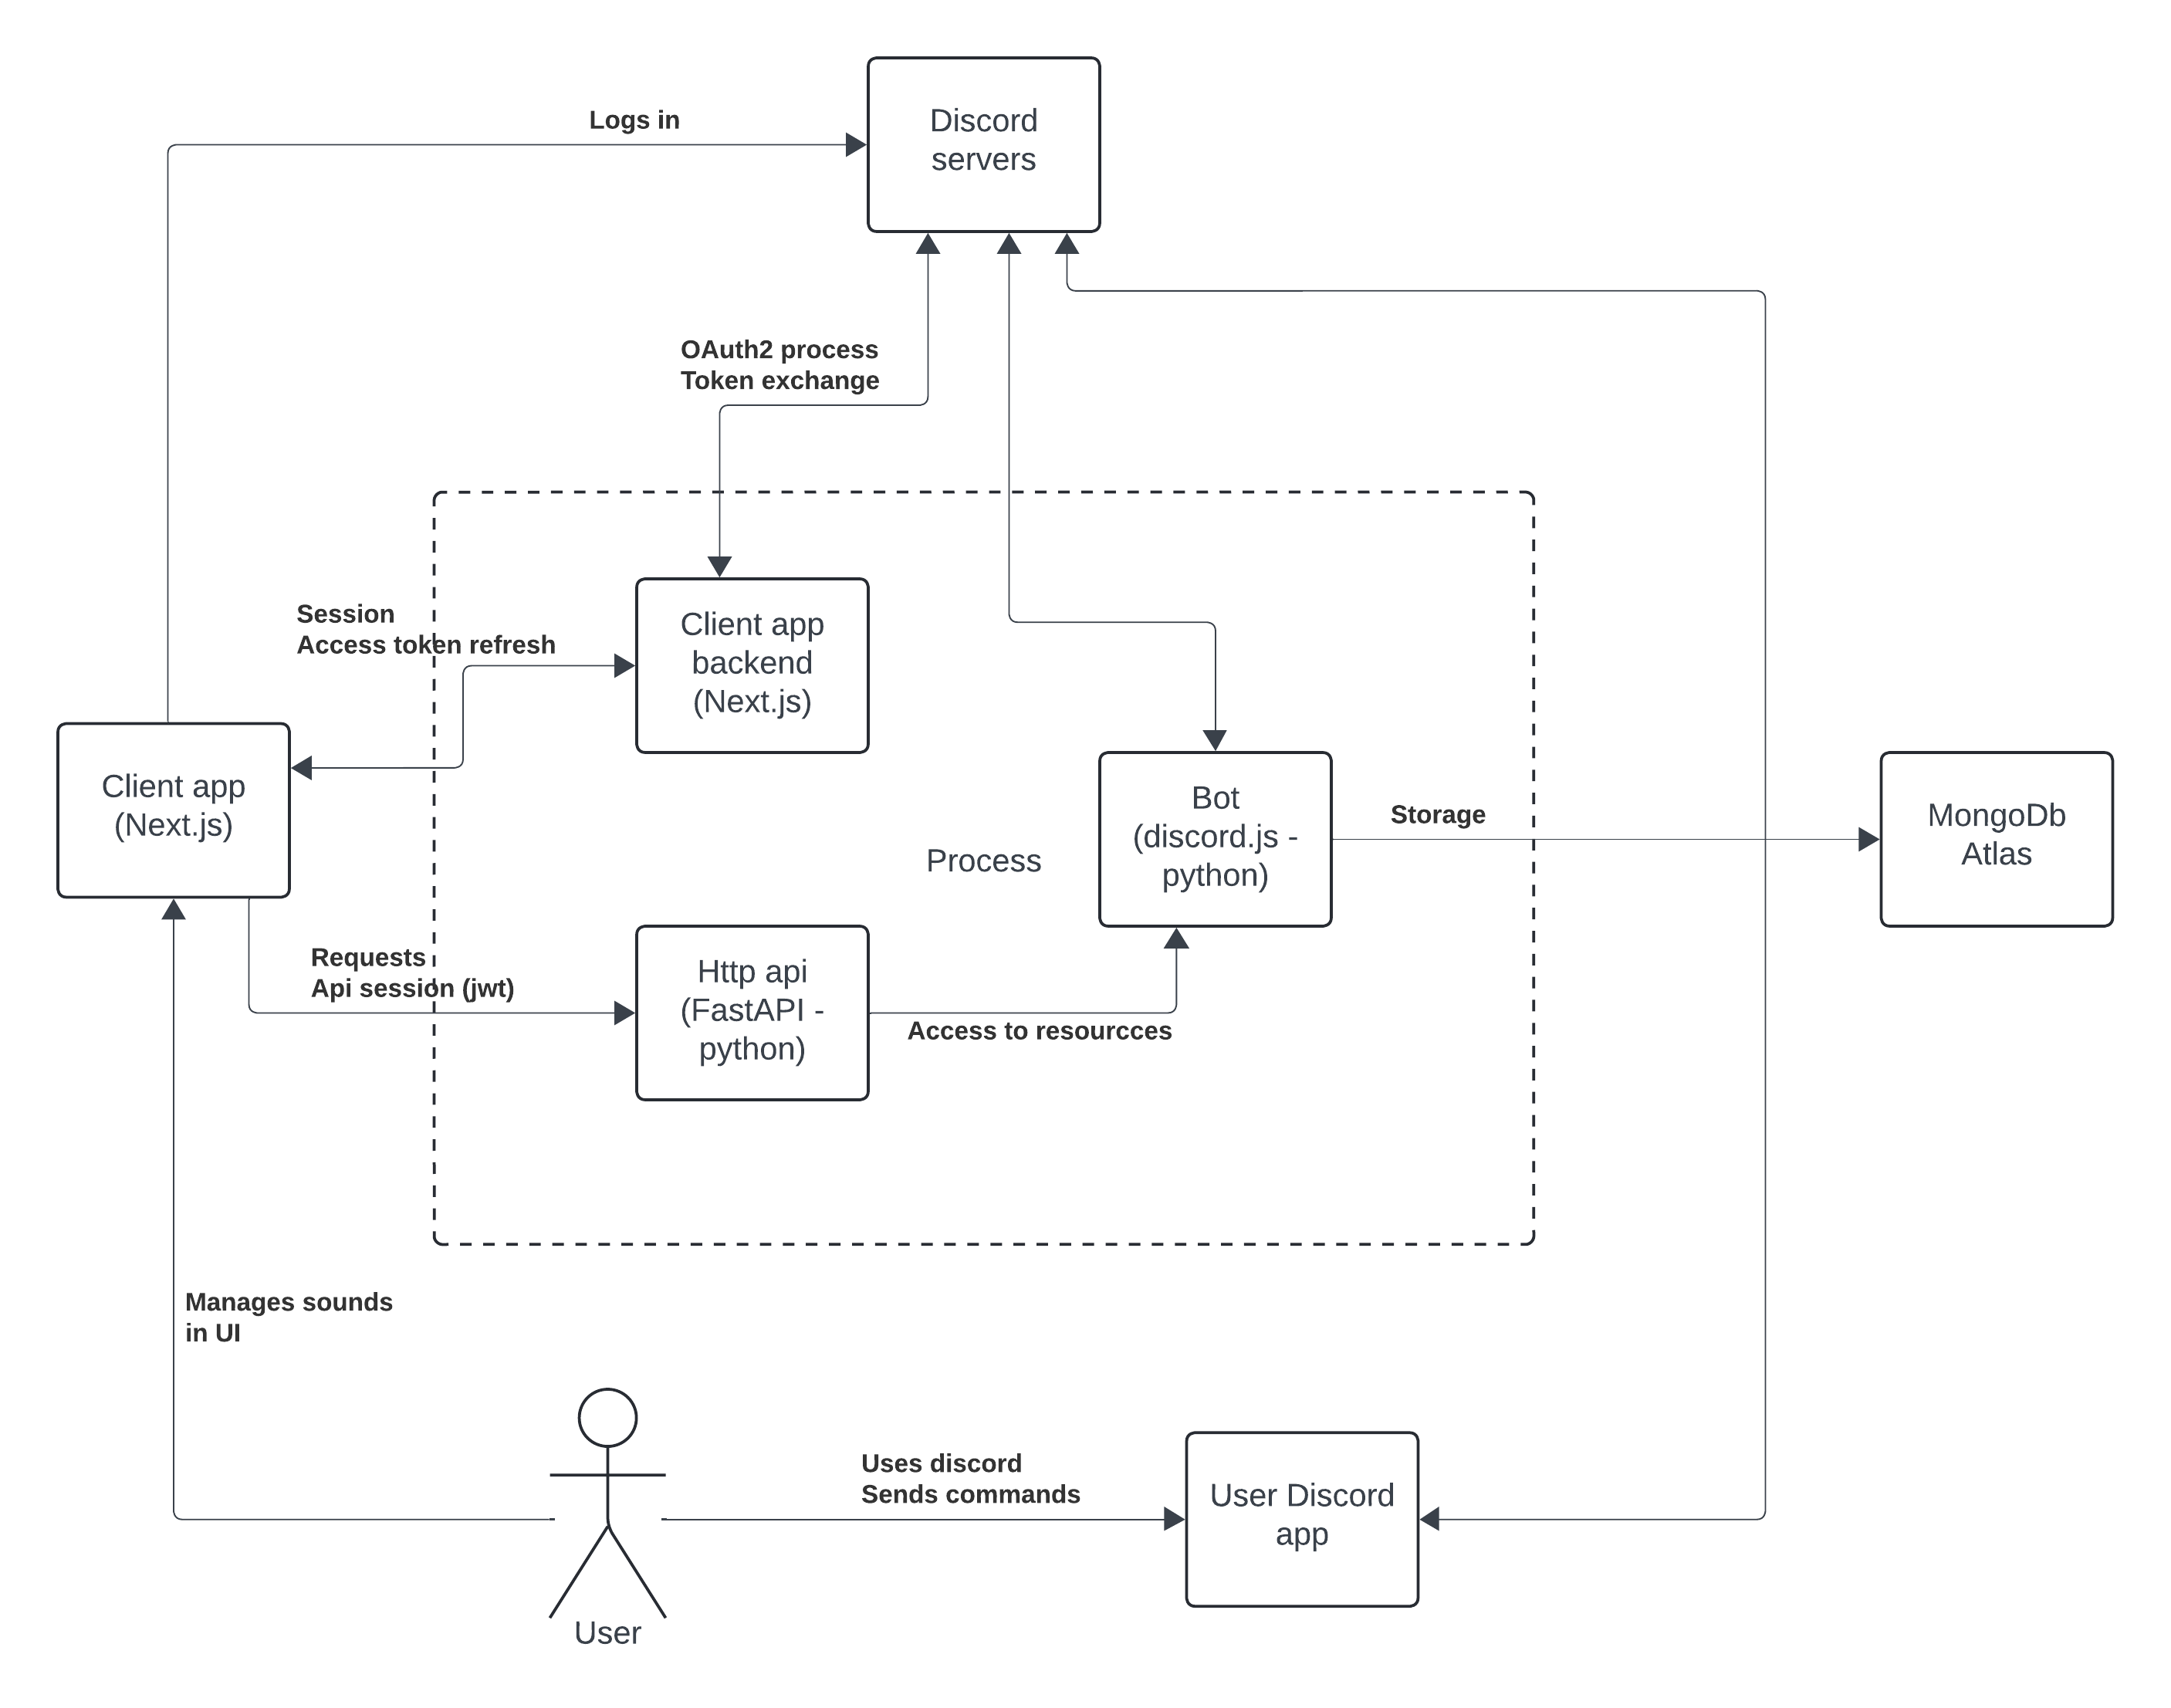 Discord
servers
Logs in
OAuth2 process
Token exchange
Session
Access token refresh
Client app
backend
(Next.js)
Client app
(Next.js)
Process
Bot
(discord.js -
python)
Storage
MongoDb
Atlas
Requests
Api session (jwt)
Http api
(FastAPI -
python)
Access to resourcces
Manages sounds
in UI
Uses discord
Sends commands
User Discord
app
User